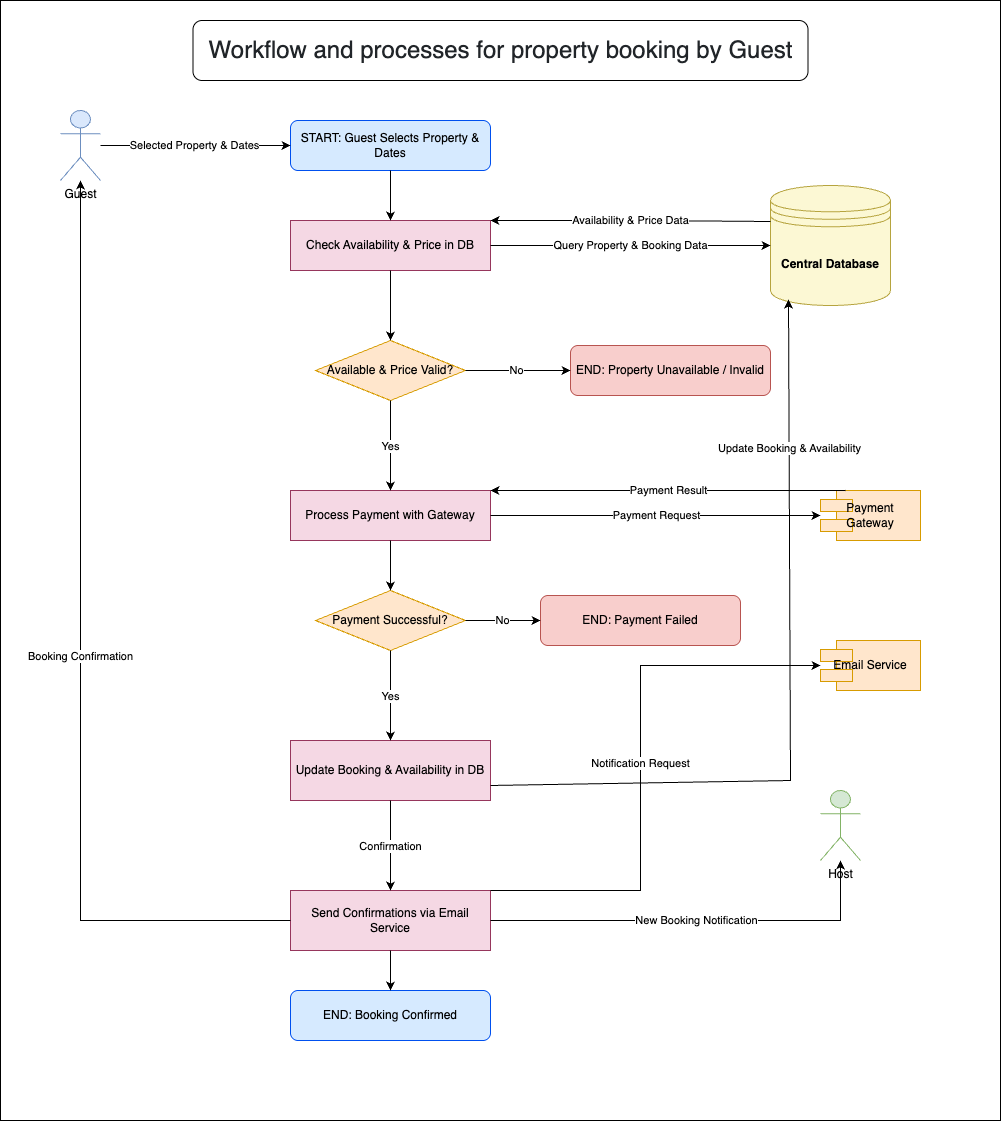 Workflow and processes for property booking by Guest
Selected Property & Dates
START: Guest Selects Property &
Dates
Guest
Availability & Price Data
Check Availability & Price in DB
Query Property & Booking Data
Central Database
Available & Price Valid?
No
END: Property Unavailable / Invalid
Yes
Update Booking & Availability
Payment Result
Process Payment with Gateway
Payment Request
Payment
Gateway
Payment Successful?
No
END: Payment Failed
Booking Confirmation
Email Service
Yes
Update Booking & Availability in DB
Notification Request
Confirmation
Host
Send Confirmations via Email
Service
New Booking Notification
END: Booking Confirmed